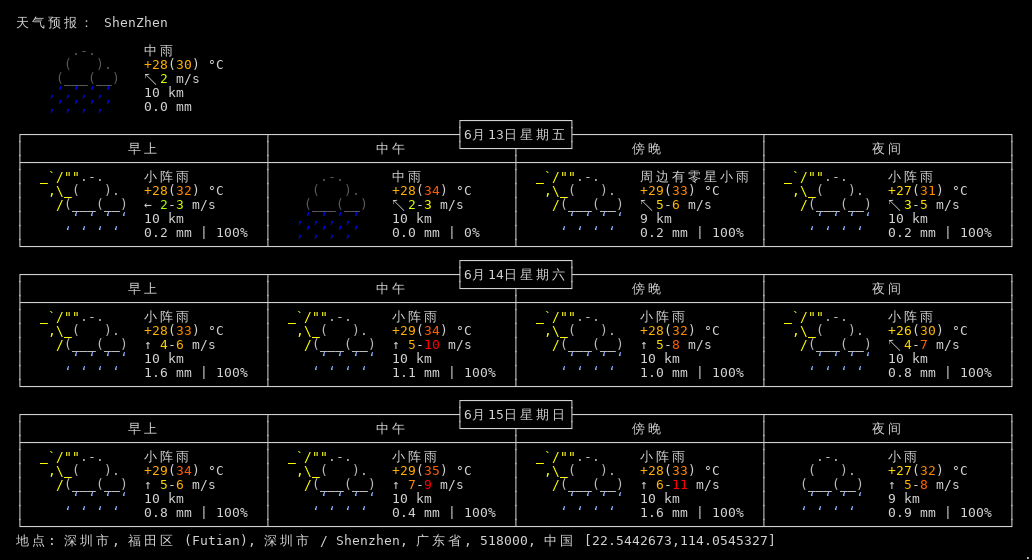 天气预报： ShenZhen
中雨
+28(30) °C
↖ 2 m/s
10 km
0.0 mm
6月13日星期五
早上 中午 傍晚 夜间
小阵雨 中雨 周边有零星小雨 小阵雨
+28(32) °C +28(34) °C +29(33) °C +27(31) °C
← 2-3 m/s ↖ 2-3 m/s ↖ 5-6 m/s ↖ 3-5 m/s
10 km 10 km 9 km 10 km
0.2 mm | 100% 0.0 mm | 0% 0.2 mm | 100% 0.2 mm | 100%
6月14日星期六
早上 中午 傍晚 夜间
小阵雨 小阵雨 小阵雨 小阵雨
+28(33) °C +29(34) °C +28(32) °C +26(30) °C
↑ 4-6 m/s ↑ 5-10 m/s ↑ 5-8 m/s ↖ 4-7 m/s
10 km 10 km 10 km 10 km
1.6 mm | 100% 1.1 mm | 100% 1.0 mm | 100% 0.8 mm | 100%
6月15日星期日
早上 中午 傍晚 夜间
小阵雨 小阵雨 小阵雨 小雨
+29(34) °C +29(35) °C +28(33) °C +27(32) °C
↑ 5-6 m/s ↑ 7-9 m/s ↑ 6-11 m/s ↑ 5-8 m/s
10 km 10 km 10 km 9 km
0.8 mm | 100% 0.4 mm | 100% 1.6 mm | 100% 0.9 mm | 100%
地点: 深圳市, 福田区 (Futian), 深圳市 / Shenzhen, 广东省, 518000, 中国 [22.5442673,114.0545327]